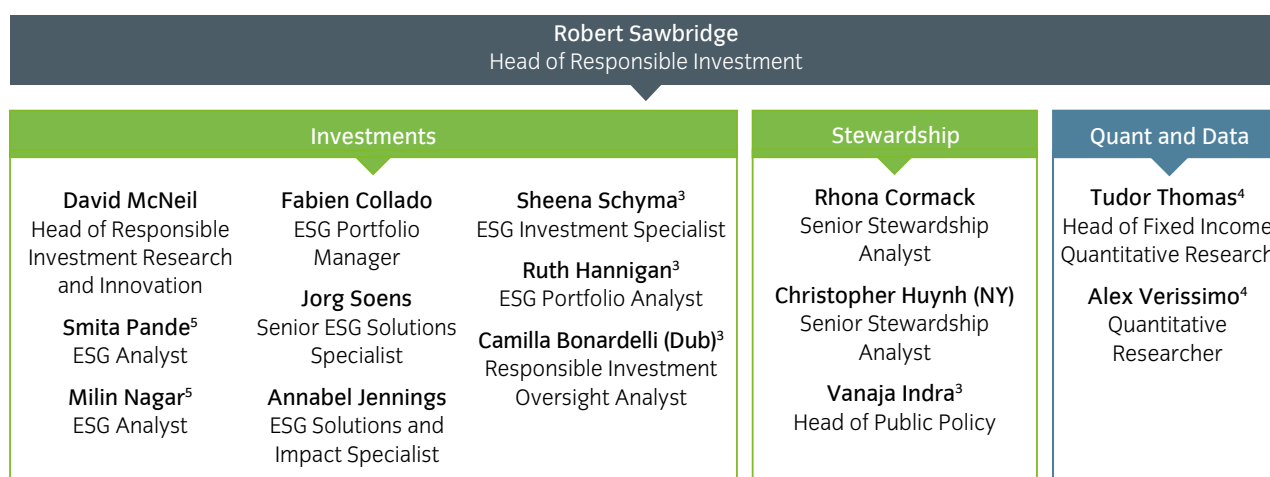 Robert Sawbridge
Head of Responsible Investment
Investments
David McNeil
Head of Responsible
Investment Research
and Innovation
Smita Pande⁵
ESG Analyst
Milin Nagar⁵
ESG Analyst
Fabien Collado
ESG Portfolio
Manager
Jorg Soens
Senior ESG Solutions
Specialist
Annabel Jennings
ESG Solutions and
Impact Specialist
Sheena Schyma³
ESG Investment Specialist
Ruth Hannigan³
ESG Portfolio Analyst
Camilla Bonardelli (Dub)³
Responsible Investment
Oversight Analyst
Stewardship
Rhona Cormack
Senior Stewardship
Analyst
Christopher Huynh (NY)
Senior Stewardship
Analyst
Vanaja Indra³
Head of Public Policy
Quant and Data
Tudor Thomas⁴
Head of Fixed Income
Quantitative Research
Alex Verissimo⁴
Quantitative
Researcher